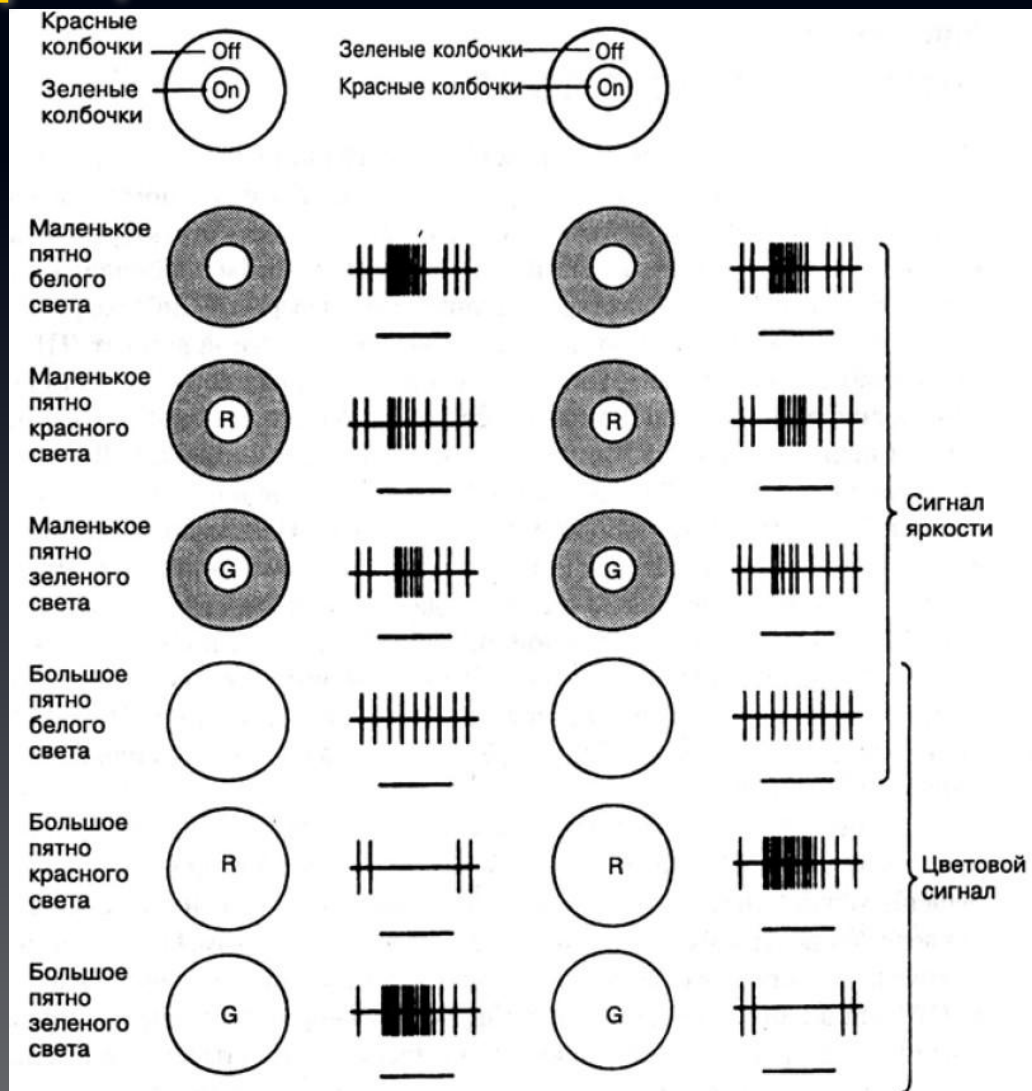 Красные
колбочки
Off
Зеленые
колбочки
On
Зеленые колбочки
Off
Красные колбочки
On
Маленькое
пятно
белого
света
Маленькое
пятно
красного
света
R
R
Маленькое
пятно
зеленого
света
G
G
Сигнал
яркости
Большое
пятно
белого
света
Большое
пятно
красного
света
R
R
Цветовой
сигнал
Большое
пятно
зеленого
света
G
G